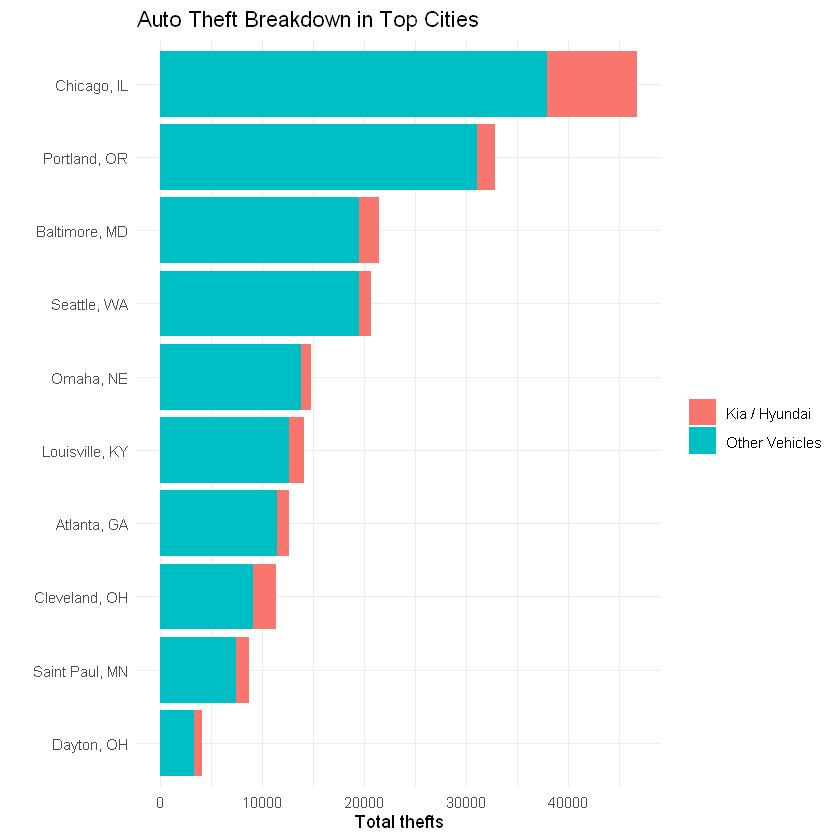 Auto Theft Breakdown in Top Cities
Chicago, IL
Portland, OR
Baltimore, MD
Seattle, WA
Omaha, NE
Louisville, KY
Atlanta, GA
Cleveland, OH
Saint Paul, MN
Dayton, OH
0 10000 20000 30000 40000
Total thefts
Kia / Hyundai
Other Vehicles